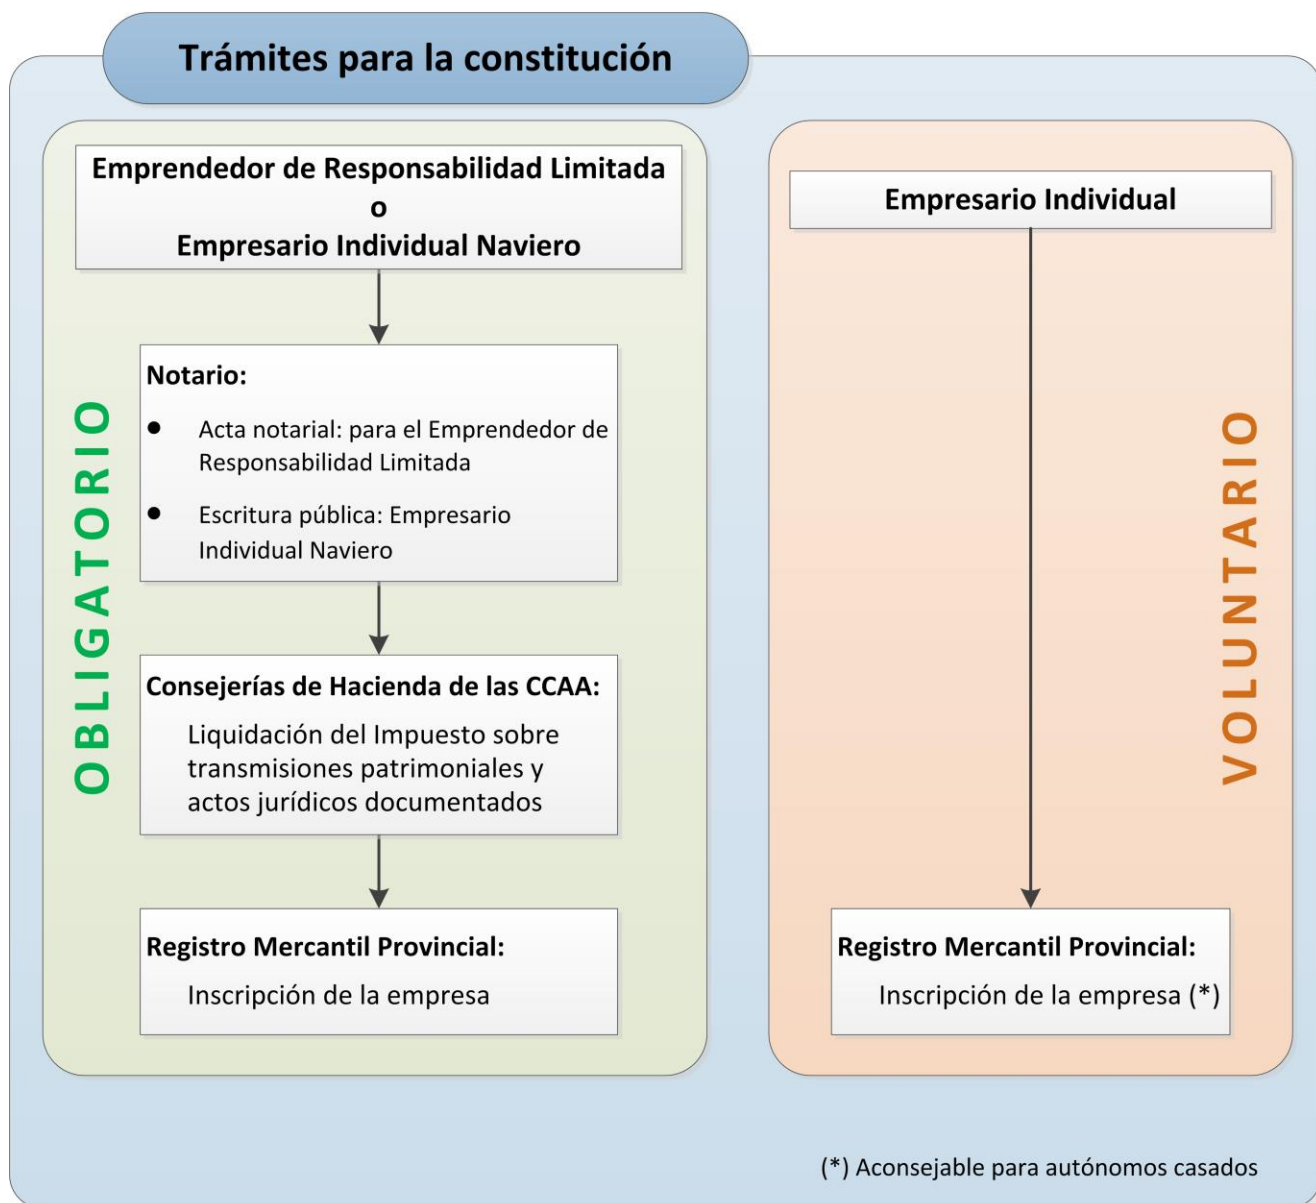 Trámites para la constitución
Emprendedor de Responsabilidad Limitada
o
Empresario Individual Naviero
OBLIGATORIO
Notario:
● Acta notarial: para el Emprendedor de
Responsabilidad Limitada
● Escritura pública: Empresario
Individual Naviero
Consejerías de Hacienda de las CCAA:
Liquidación del Impuesto sobre
transmisiones patrimoniales y
actos jurídicos documentados
Registro Mercantil Provincial:
Inscripción de la empresa
Empresario Individual
VOLUNTARIO
Registro Mercantil Provincial:
Inscripción de la empresa (*)
(*) Aconsejable para autónomos casados